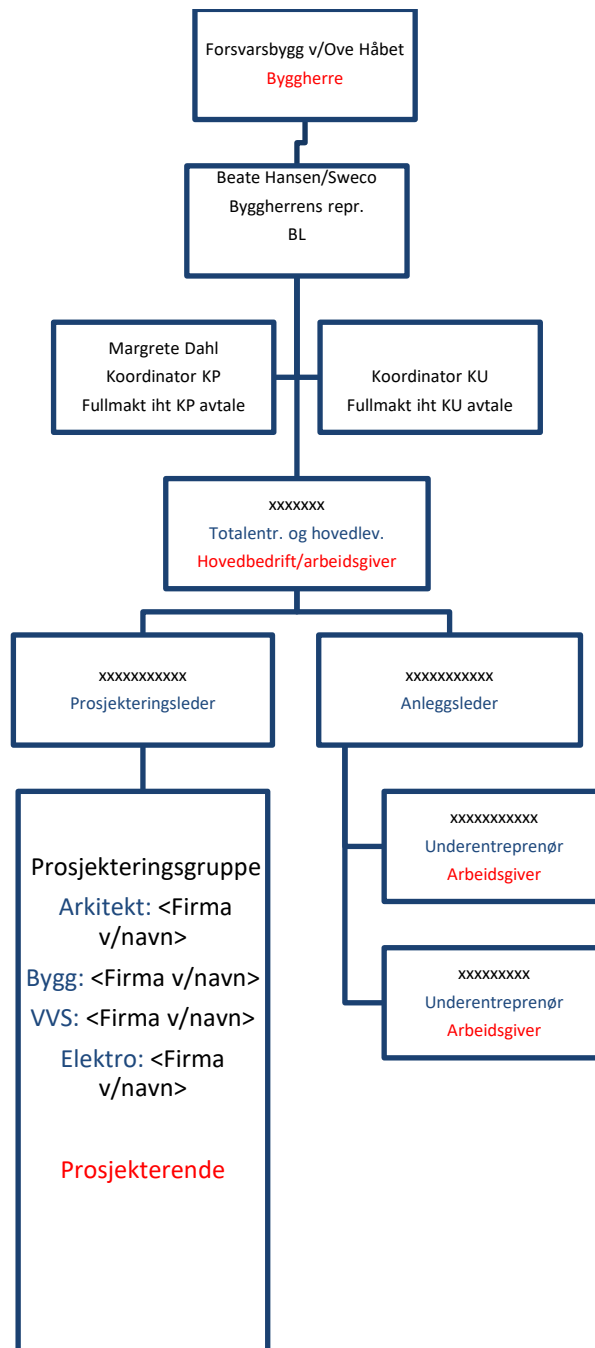 Forsvarsbygg v/Ove Håbet
Byggherre
Beate Hansen/Sweco
Byggherrens repr.
BL
Margrete Dahl
Koordinator KP
Fullmakt iht KP avtale
Koordinator KU
Fullmakt iht KU avtale
xxxxxxx
Totalentr. og hovedlev.
Hovedbedrift/arbeidsgiver
xxxxxxxxxxx
Prosjekteringsleder
xxxxxxxxxxx
Anleggsleder
Prosjekteringsgruppe
Arkitekt: <Firma
v/navn>
Bygg: <Firma v/navn>
VVS: <Firma v/navn>
Elektro: <Firma
v/navn>
Prosjekterende
xxxxxxxxxxx
Underentreprenør
Arbeidsgiver
xxxxxxxxx
Underentreprenør
Arbeidsgiver